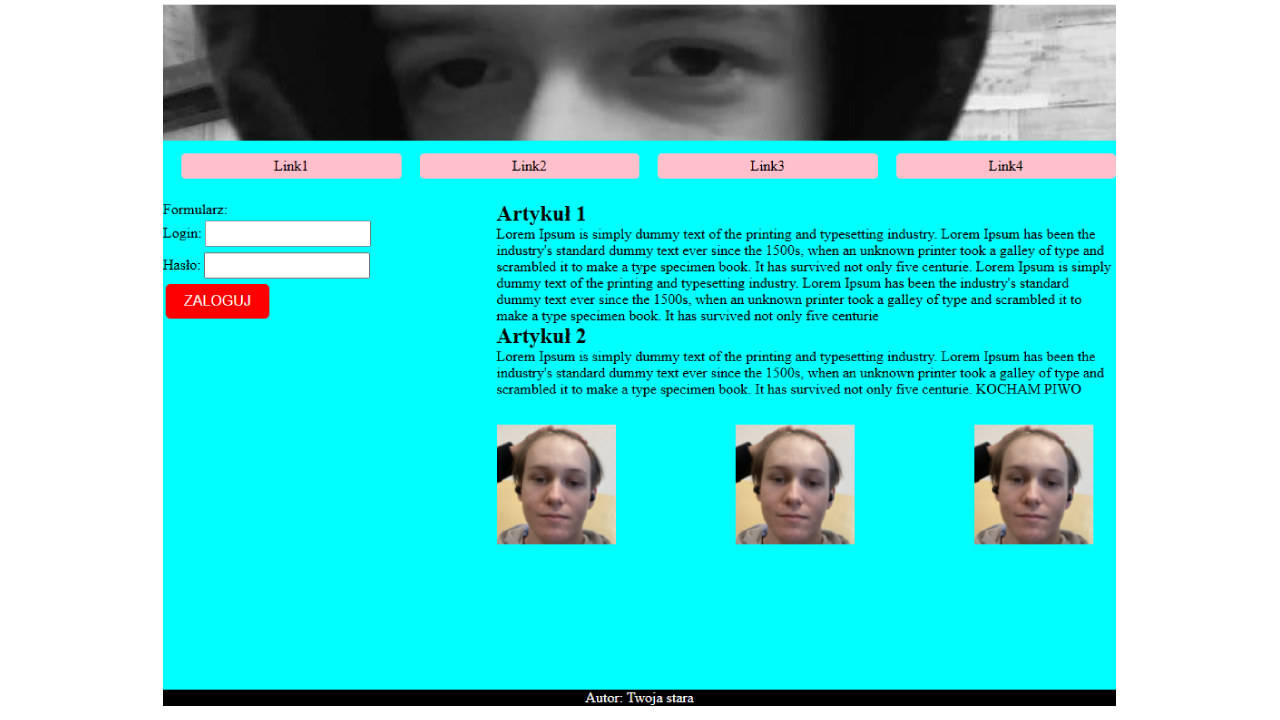 Link1
Link2
Link3
Link4
Formularz:
Login:
Hasło:
ZALOGUJ
Artykuł 1
Lorem Ipsum is simply dummy text of the printing and typesetting industry. Lorem Ipsum has been the
industry's standard dummy text ever since the 1500s, when an unknown printer took a galley of type and
scrambled it to make a type specimen book. It has survived not only five centurie. Lorem Ipsum is simply
dummy text of the printing and typesetting industry. Lorem Ipsum has been the industry's standard
dummy text ever since the 1500s, when an unknown printer took a galley of type and scrambled it to
make a type specimen book. It has survived not only five centurie
Artykuł 2
Lorem Ipsum is simply dummy text of the printing and typesetting industry. Lorem Ipsum has been the
industry's standard dummy text ever since the 1500s, when an unknown printer took a galley of type and
scrambled it to make a type specimen book. It has survived not only five centurie. KOCHAM PIWO
Autor: Twoja stara